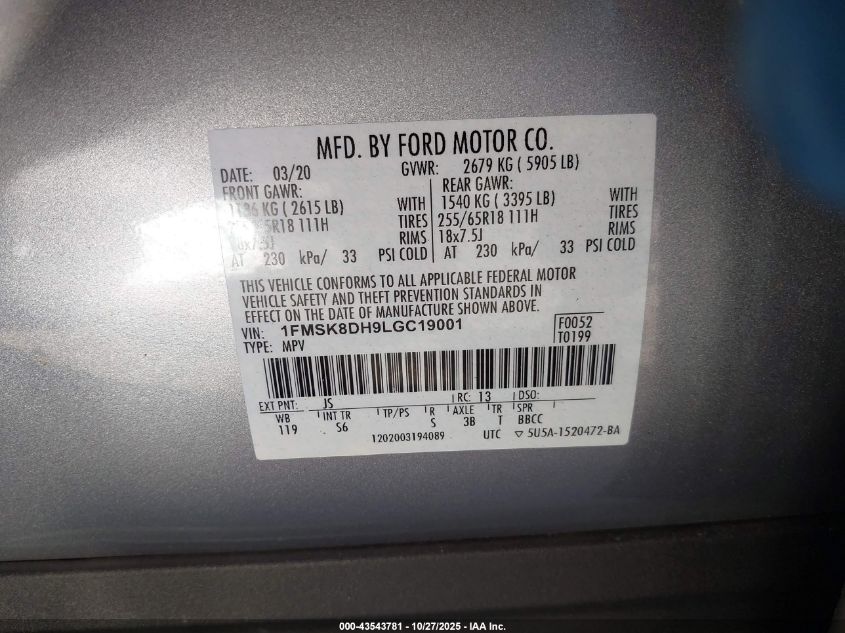 MFD. BY FORD MOTOR CO.
DATE: 03/20 GVWR: 2679 KG ( 5905 LB)
FRONT GAWR: REAR GAWR:
KG ( 2615 LB) WITH 1540 KG ( 3395 LB) WITH
111H TIRES 255/65R18 111H TIRES
RIMS 18x7.5J RIMS
AT 230 kPa/ 33 PSI COLD AT 230 kPa/ 33 PSI COLD
THIS VEHICLE CONFORMS TO ALL APPLICABLE FEDERAL MOTOR
VEHICLE SAFETY AND THEFT PREVENTION STANDARDS IN
EFFECT ON THE DATE OF MANUFACTURE SHOWN ABOVE.
VIN: 1FMSK8DH9LGC19001 F0052
TYPE: MPV T0199
EXT PNT: JS RC: 13 DSO:
WB INT TR TP/PS R AXLE TR SPR
119 S6 S 3B T BBCC
1202003194089 UTC ▽ 5U5A-1520472-BA
000-43543781 - 10/27/2025 - IAA Inc.